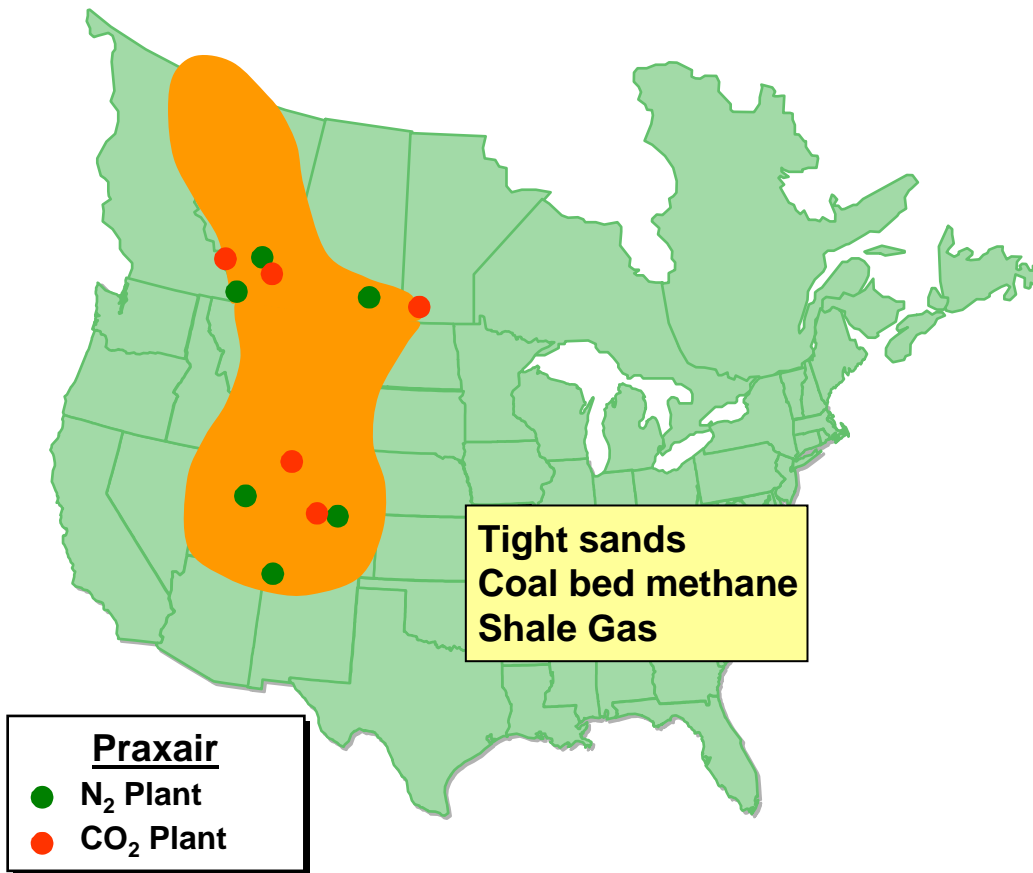 Tight sands
Coal bed methane
Shale Gas
Praxair
N₂ Plant
CO₂ Plant